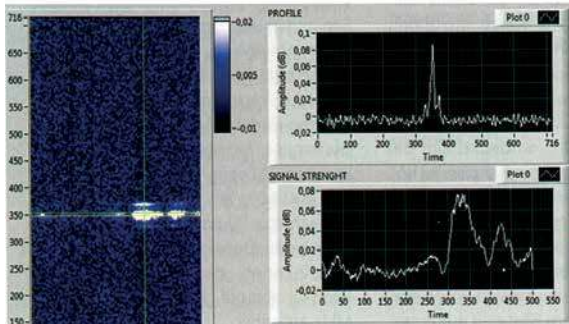 716-
650-
600-
550-
500-
450-
400-
350-
300-
250-
200-
150-
-0,02
-0,005
-0,01
PROFILE
Plot 0
Amplitude (dB)
0,1
0,08
0,06
0,04
0,02
0
-0,02
0 100 200 300 400 500 600 716
Time
SIGNAL STRENGHT
Plot 0
Amplitude (dB)
0,08
0,06
0,04
0,02
0
-0,02
0 50 100 150 200 250 300 350 400 450 500 550
Time